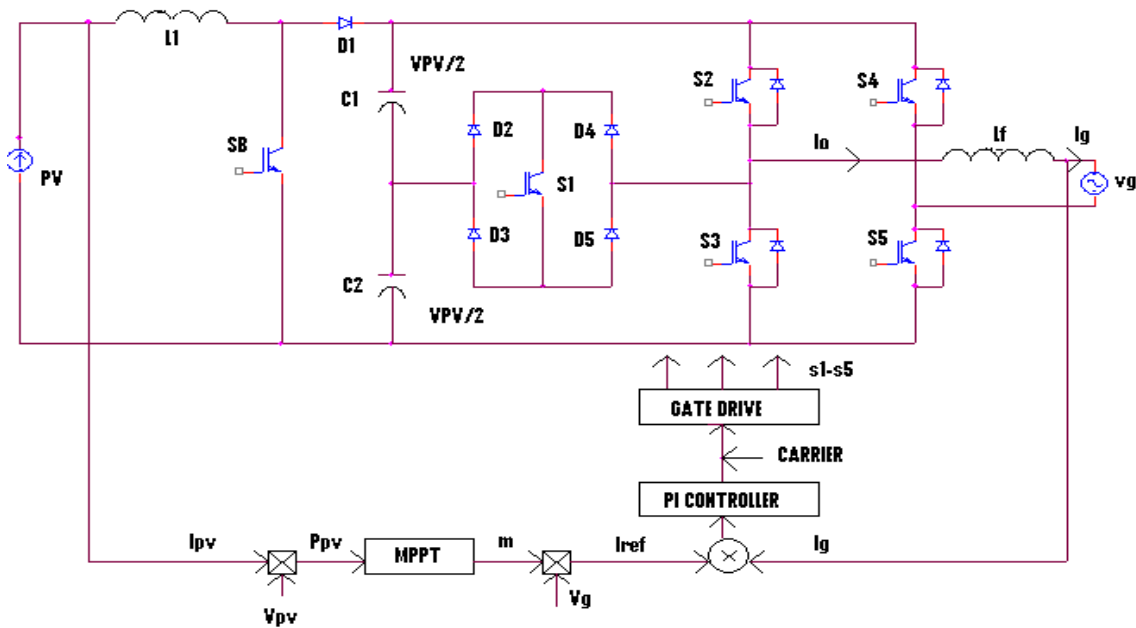 L1
D1
VPV/2
S2
S4
C1
D2
D4
SB
Io
Lf
Ig
PV
S1
vg
D3
D5
S3
S5
C2
VPV/2
s1-s5
GATE DRIVE
CARRIER
PI CONTROLLER
Ipv
Ppv
MPPT
m
Iref
Ig
Vpv
Vg